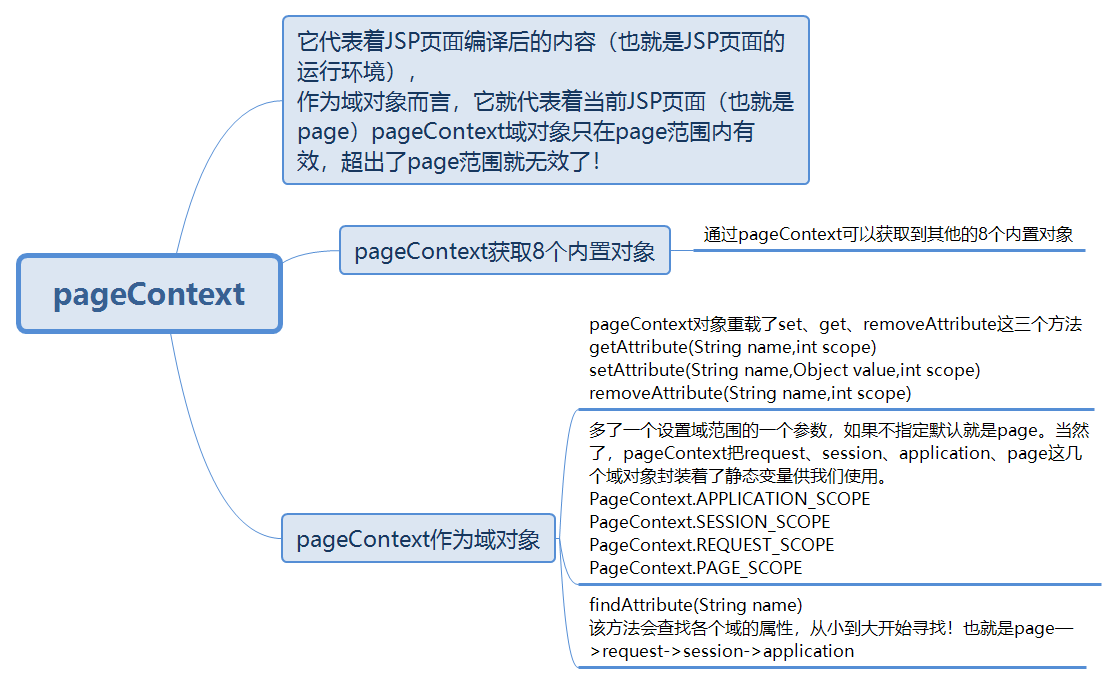 它代表着JSP页面编译后的内容（也就是JSP页面的
运行环境），
作为域对象而言，它就代表着当前JSP页面（也就是
page）pageContext域对象只在page范围内有
效，超出了page范围就无效了！
pageContext获取8个内置对象
通过pageContext可以获取到其他的8个内置对象
pageContext
pageContext对象重载了set、get、removeAttribute这三个方法
getAttribute(String name,int scope)
setAttribute(String name,Object value,int scope)
removeAttribute(String name,int scope)
多了一个设置域范围的一个参数，如果不指定默认就是page。当然
了，pageContext把request、session、application、page这几
个域对象封装着了静态变量供我们使用。
PageContext.APPLICATION_SCOPE
PageContext.SESSION_SCOPE
PageContext.REQUEST_SCOPE
PageContext.PAGE_SCOPE
pageContext作为域对象
findAttribute(String name)
该方法会查找各个域的属性，从小到大开始寻找！也就是page—
>request->session->application